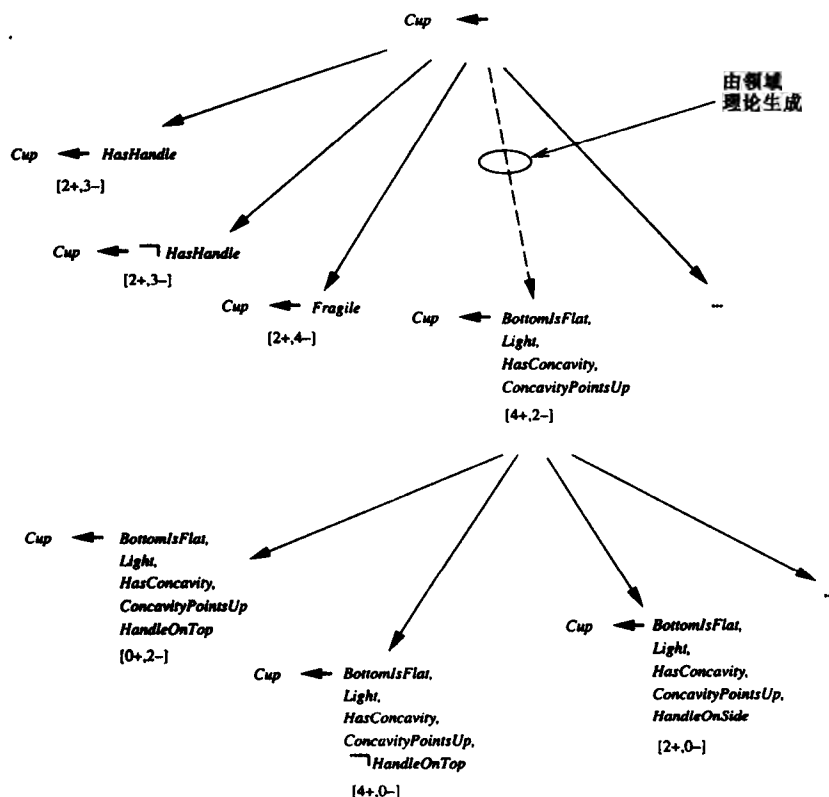 Cup ←
由领域
理论生成
Cup ← HasHandle
[2+,3–]
Cup ← ¬ HasHandle
[2+,3–]
Cup ← Fragile
[2+,4–]
...
Cup ← BottomIsFlat,
Light,
HasConcavity,
ConcavityPointsUp
[4+,2–]
Cup ← BottomIsFlat,
Light,
HasConcavity,
ConcavityPointsUp
HandleOnTop
[0+,2–]
Cup ← BottomIsFlat,
Light,
HasConcavity,
ConcavityPointsUp,
¬HandleOnTop
[4+,0–]
Cup ← BottomIsFlat,
Light,
HasConcavity,
ConcavityPointsUp,
HandleOnSide
[2+,0–]
...